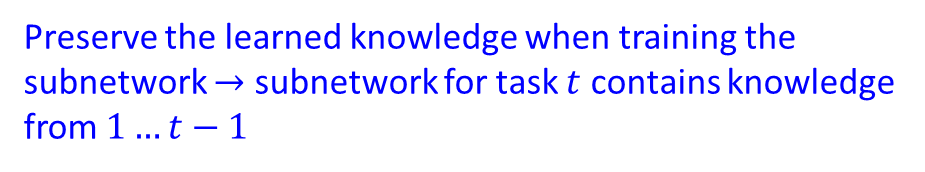 Preserve the learned knowledge when training the
subnetwork → subnetwork for task t contains knowledge
from 1 … t − 1